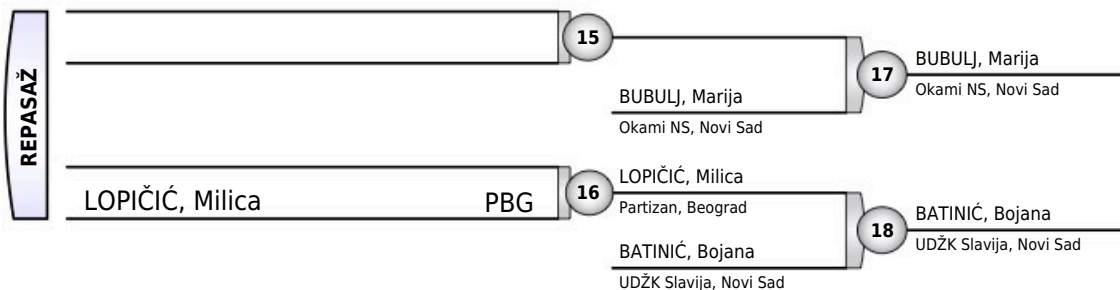 REPASAŽ
15
BUBULJ, Marija
Okami NS, Novi Sad
17
BUBULJ, Marija
Okami NS, Novi Sad
LOPIČIĆ, Milica PBG
16
LOPIČIĆ, Milica
Partizan, Beograd
BATINIĆ, Bojana
UDŽK Slavija, Novi Sad
18
BATINIĆ, Bojana
UDŽK Slavija, Novi Sad